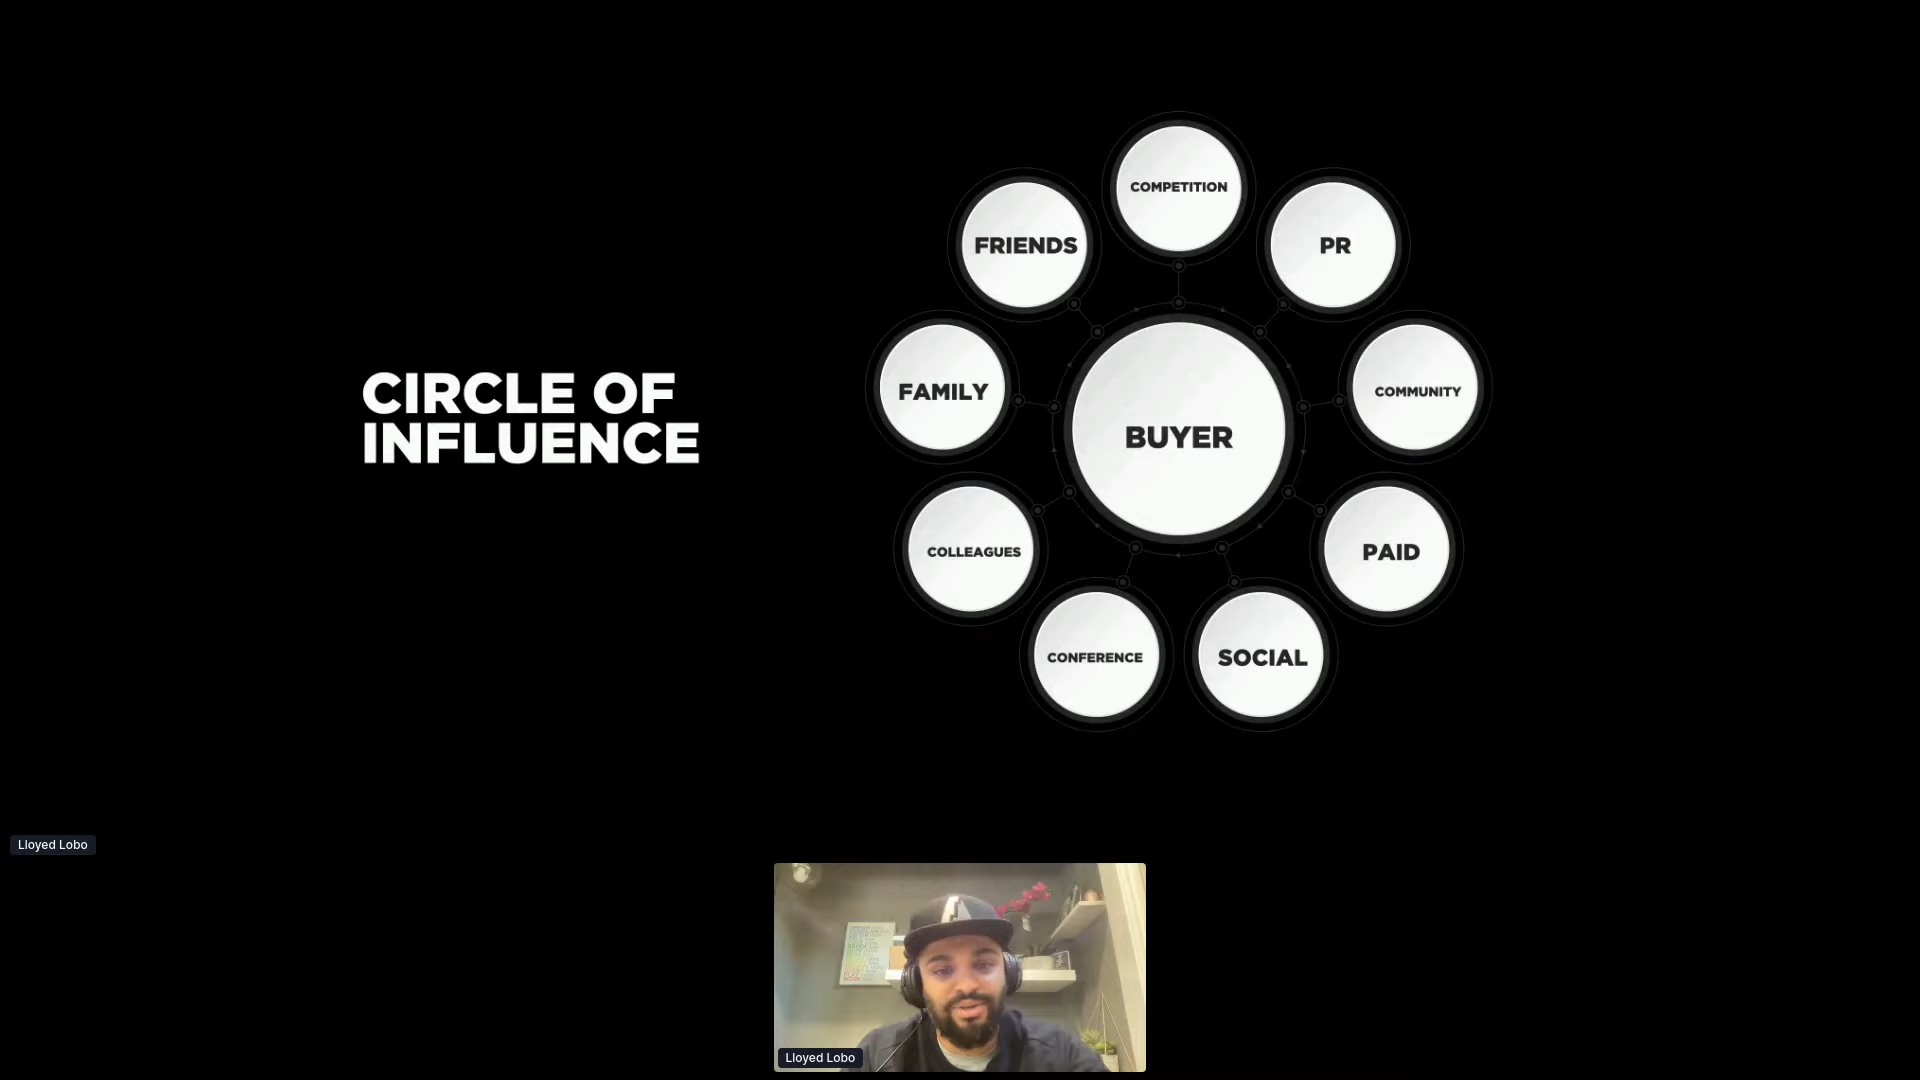 CIRCLE OF
INFLUENCE
COMPETITION
FRIENDS
PR
FAMILY
COMMUNITY
BUYER
COLLEAGUES
PAID
CONFERENCE
SOCIAL
Lloyed Lobo
Lloyed Lobo